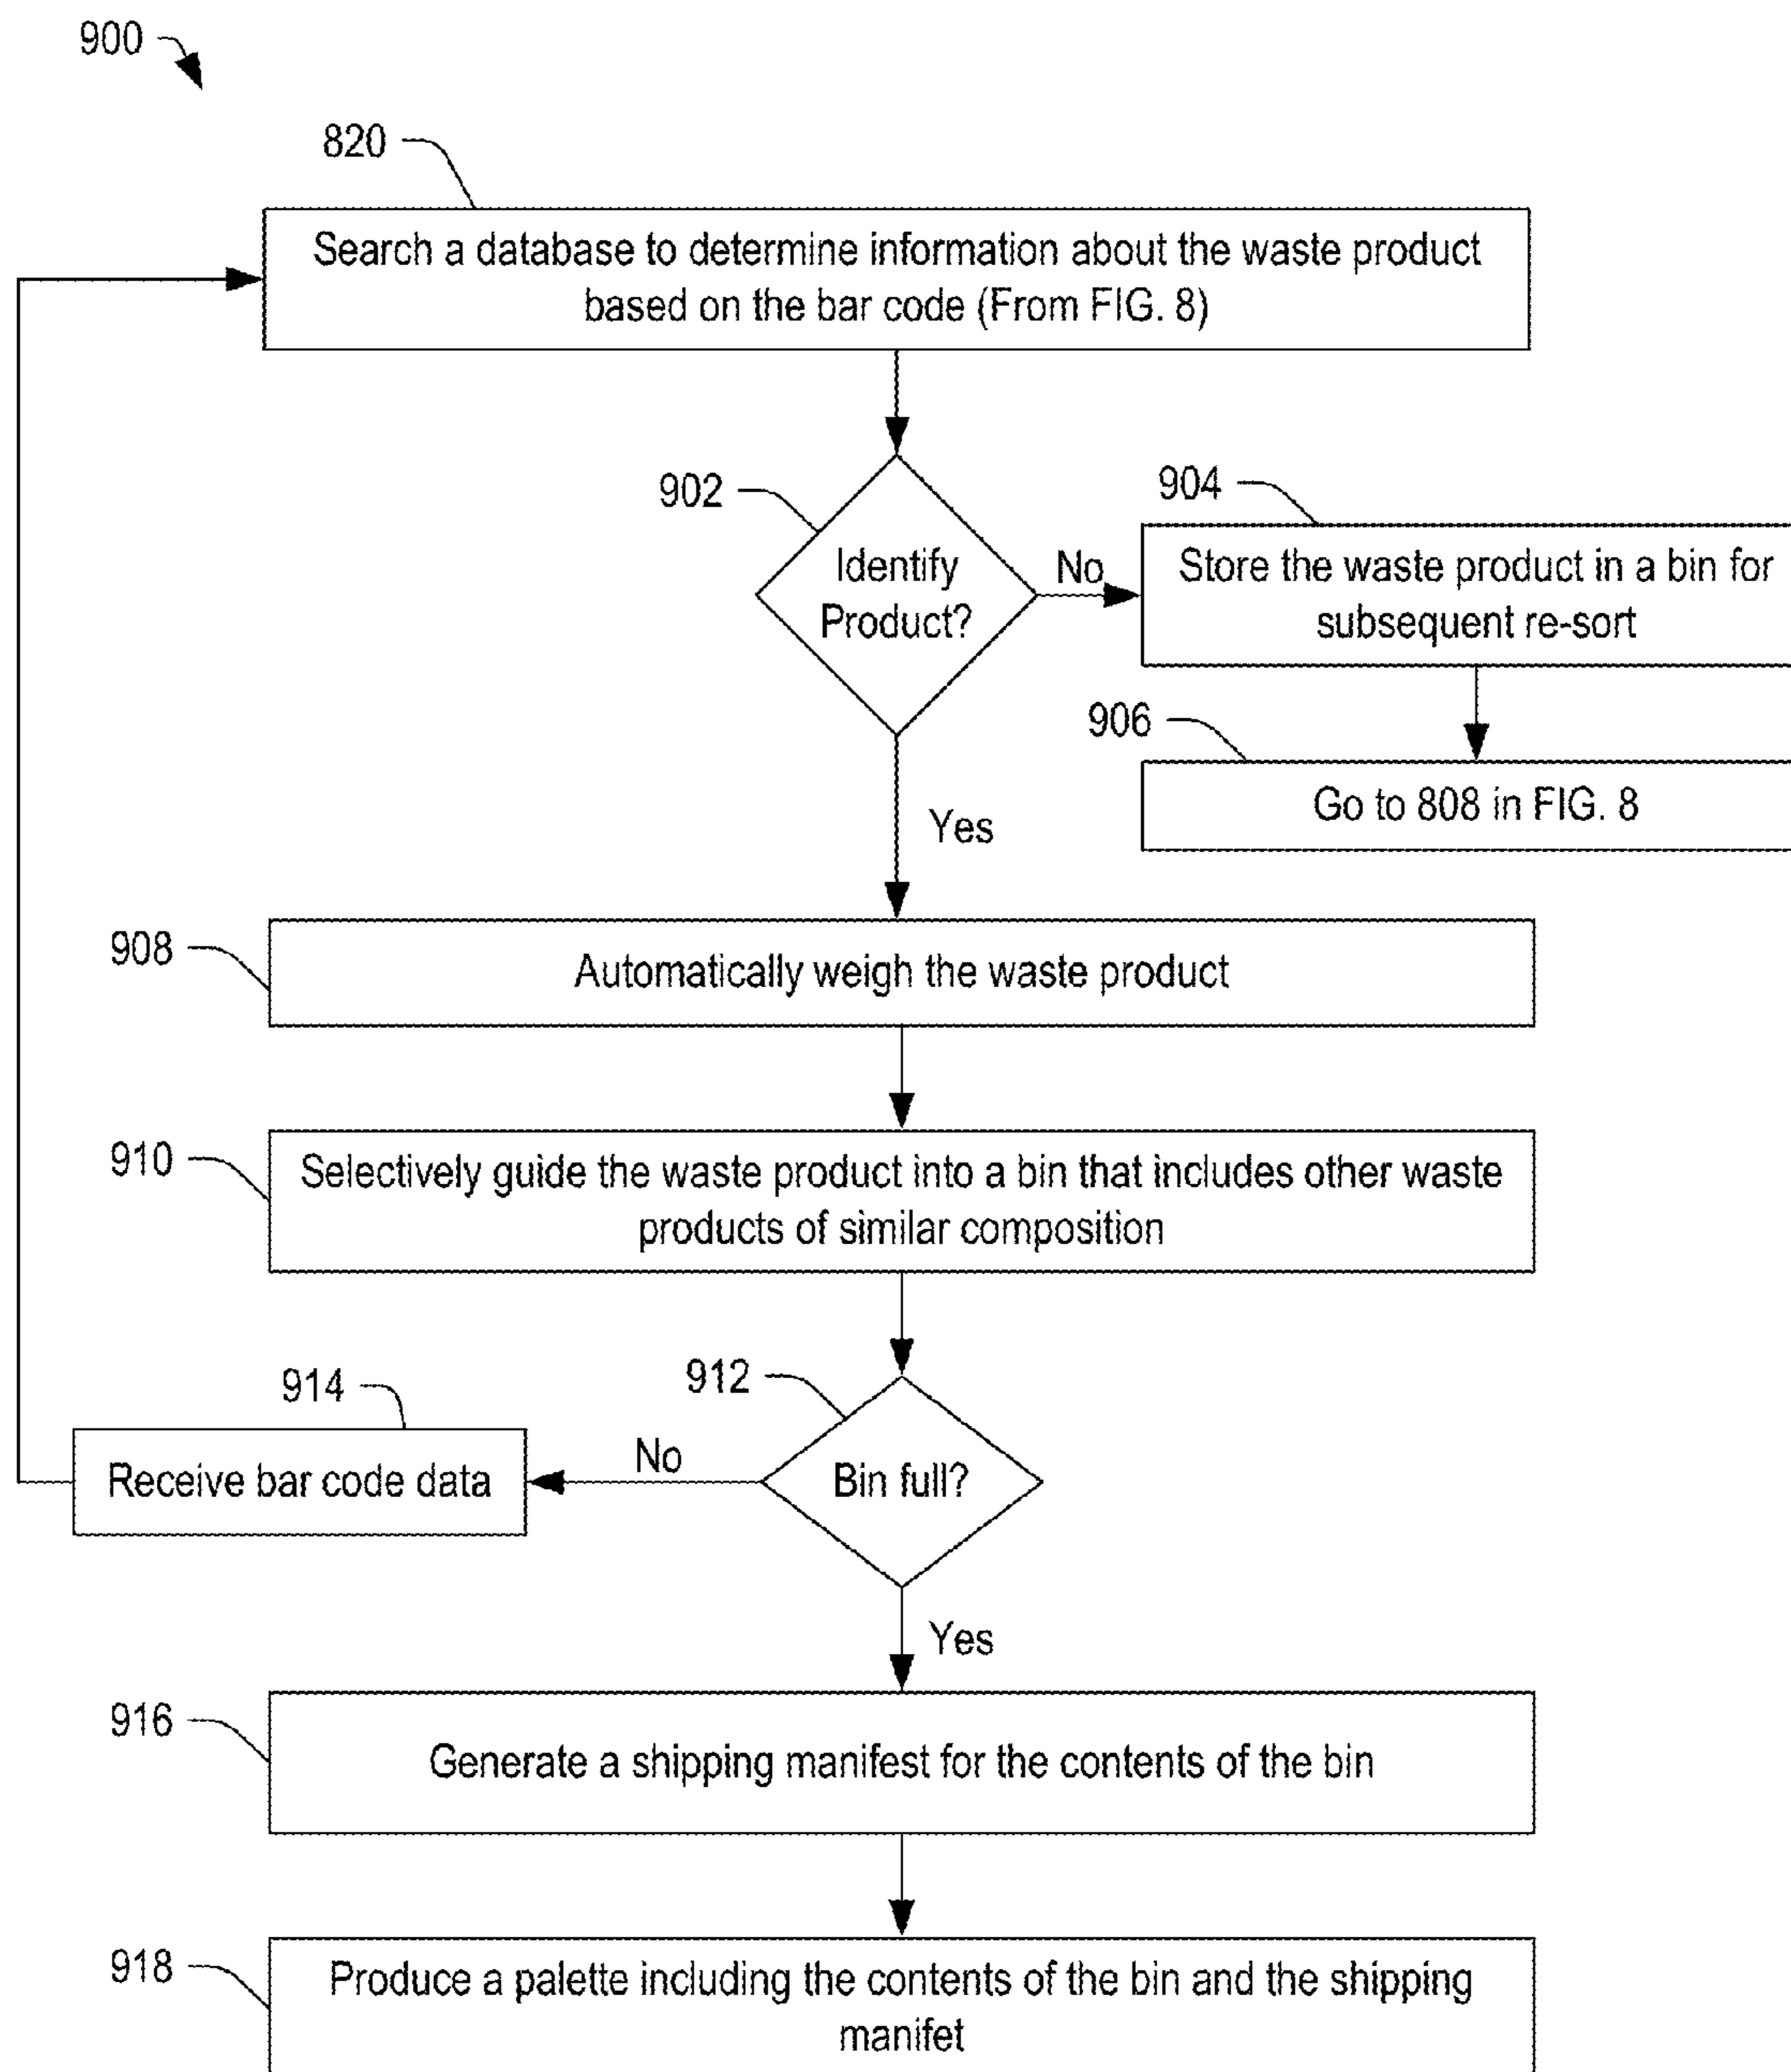 900
820
Search a database to determine information about the waste product
based on the bar code (From FIG. 8)
902
Identify
Product?
No
904
Store the waste product in a bin for
subsequent re-sort
906
Go to 808 in FIG. 8
Yes
908
Automatically weigh the waste product
910
Selectively guide the waste product into a bin that includes other waste
products of similar composition
912
Bin full?
No
914
Receive bar code data
Yes
916
Generate a shipping manifest for the contents of the bin
918
Produce a palette including the contents of the bin and the shipping
manifet